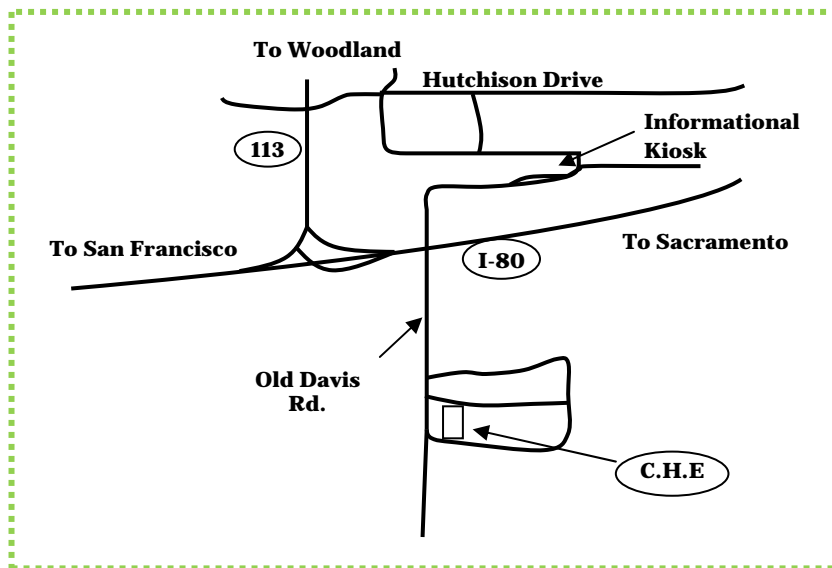 To Woodland
Hutchison Drive
Informational
Kiosk
113
To San Francisco
To Sacramento
I-80
Old Davis
Rd.
C.H.E